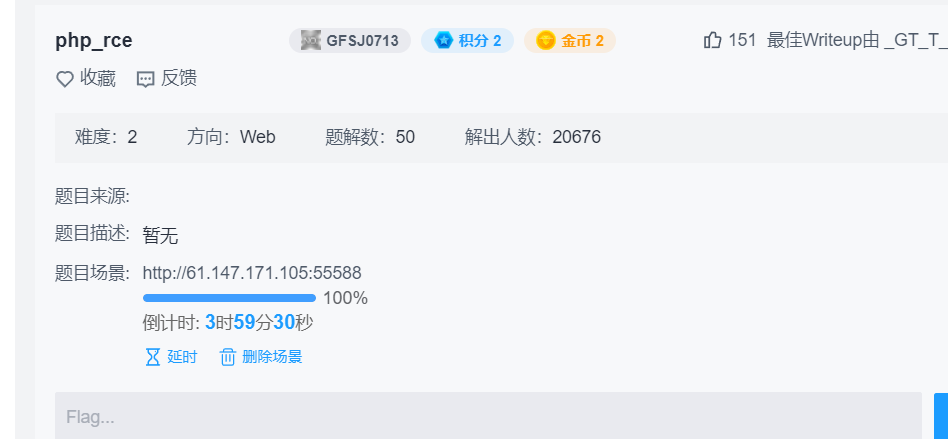 php_rce GFSJ0713 积分 2 金币 2 151 最佳Writeup由 _GT_T_
收藏 反馈
难度：2 方向：Web 题解数：50 解出人数：20676
题目来源:
题目描述: 暂无
题目场景: http://61.147.171.105:55588
100%
倒计时: 3时59分30秒
延时 删除场景
Flag...